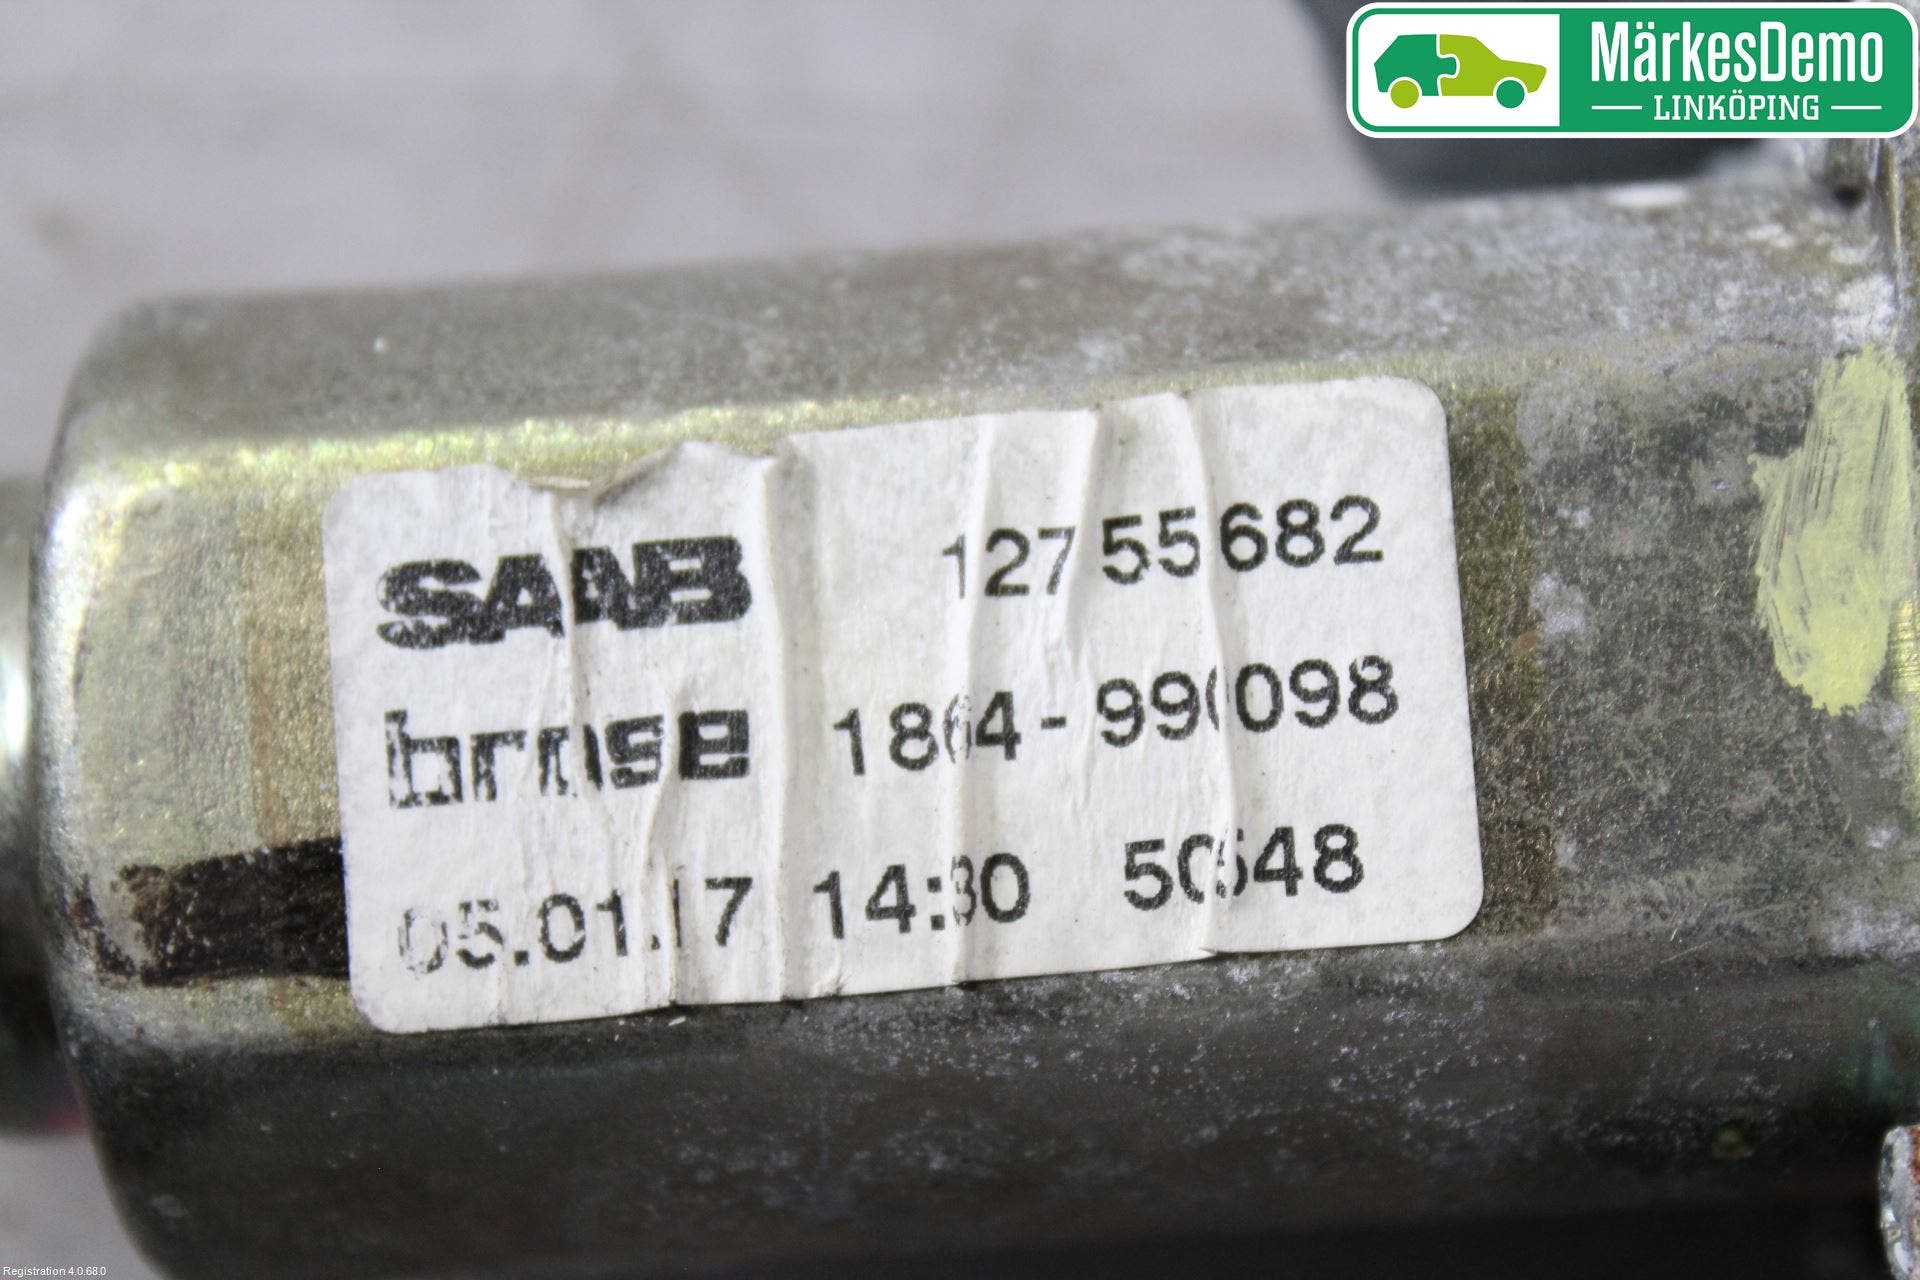 MärkesDemo
LINKÖPING
SAAB 12755682
brose 1864-990098
05.01.17 14:30 50548
Registration 4.0.68.0